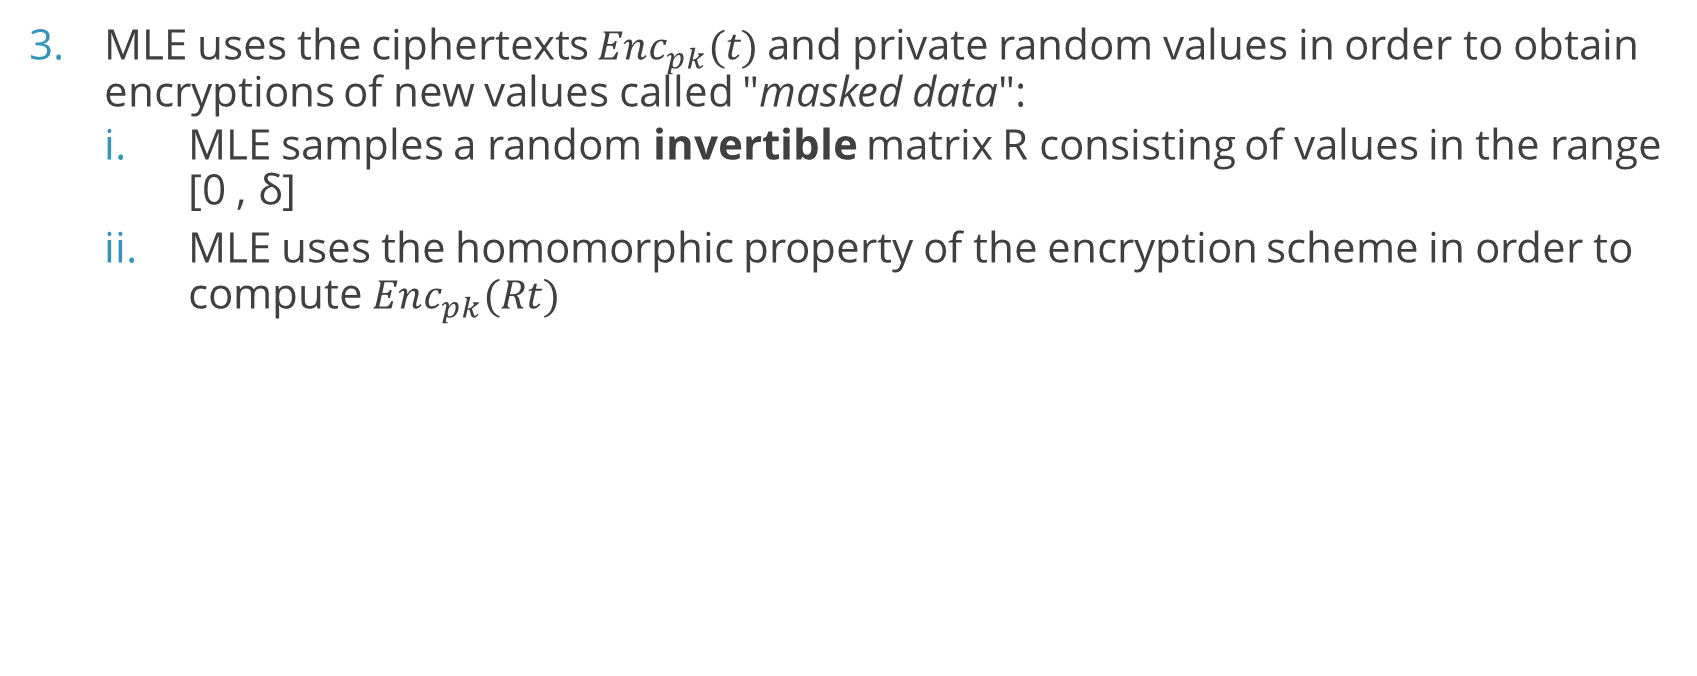 3. MLE uses the ciphertexts Enc_pk(t) and private random values in order to obtain
encryptions of new values called "masked data":
i. MLE samples a random invertible matrix R consisting of values in the range
[0 , δ]
ii. MLE uses the homomorphic property of the encryption scheme in order to
compute Enc_pk(Rt)